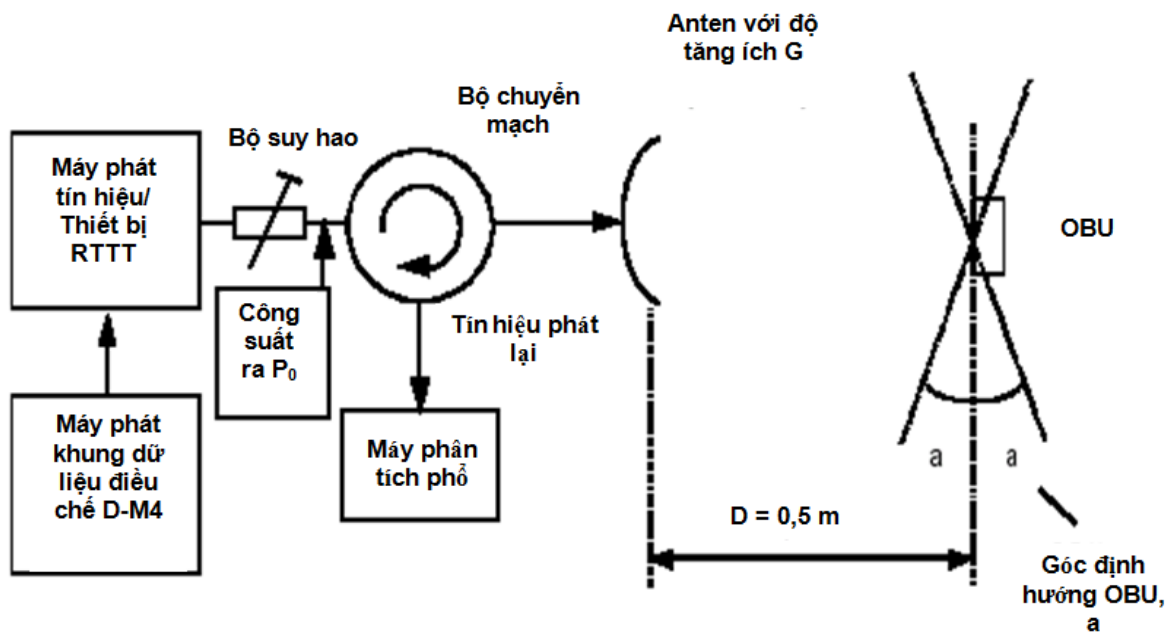 Anten với độ
tăng ích G
Bộ chuyển
mạch
Bộ suy hao
Máy phát
tín hiệu/
Thiết bị
RTTT
OBU
Công
suất
ra P₀
Tín hiệu phát
lại
Máy phát
khung dữ
liệu điều
chế D-M4
Máy phân
tích phổ
a
a
D = 0,5 m
Góc định
hướng OBU,
a